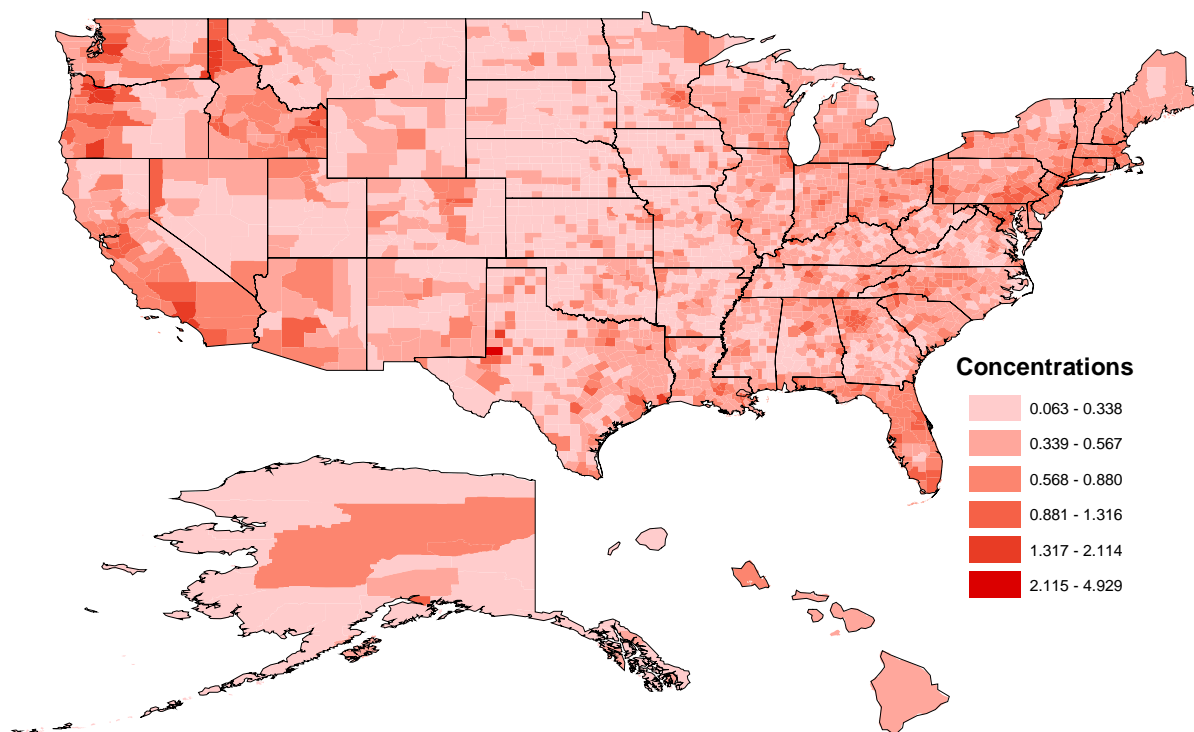 Concentrations
0.063 - 0.338
0.339 - 0.567
0.568 - 0.880
0.881 - 1.316
1.317 - 2.114
2.115 - 4.929